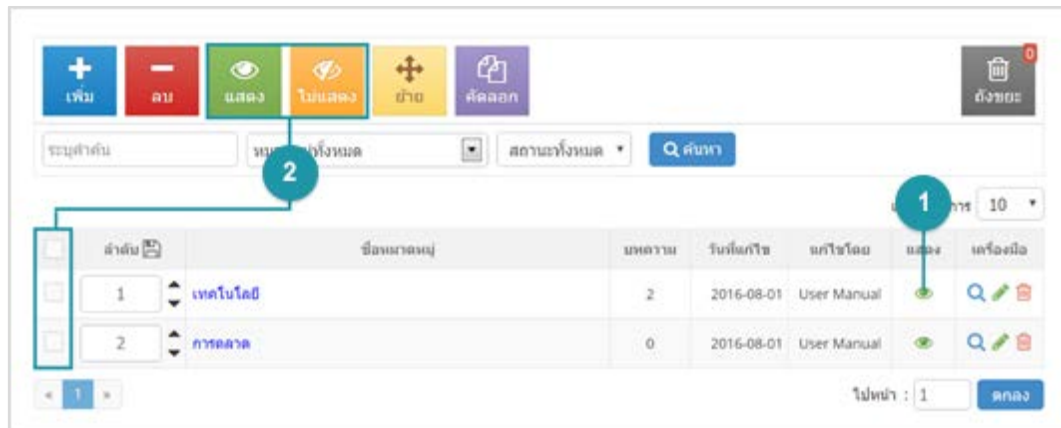 เพิ่ม ลบ แสดง ไม่แสดง ย้าย คัดลอก 0 ถังขยะ
ระบุคำค้น สถานะทั้งหมด ค้นหา
2
1 10
ลำดับ ชื่อหมวดหมู่ บทความ วันที่แก้ไข แก้ไขโดย แสดง เครื่องมือ
1 เทคโนโลยี 2 2016-08-01 User Manual
2 การตลาด 0 2016-08-01 User Manual
« 1 » ไปหน้า : 1 ตกลง